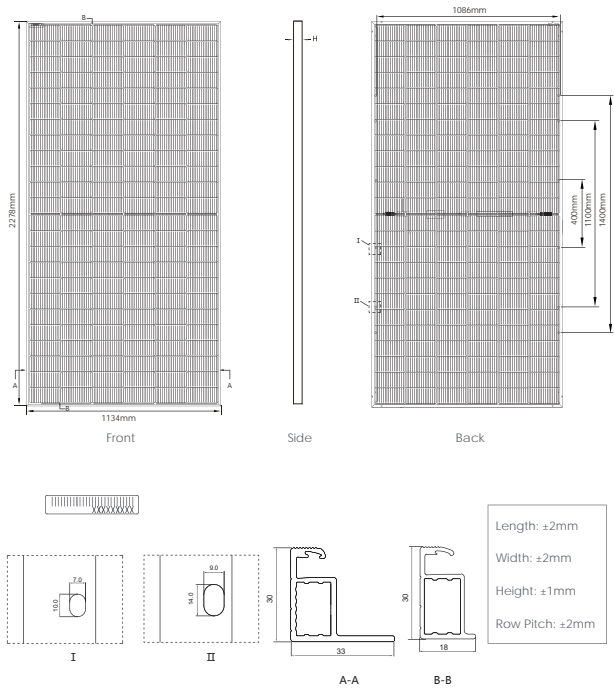 B
1086mm
H
2278mm
400mm
1100mm
1400mm
I
II
A
A
B
1134mm
Front
Side
Back
Length: ±2mm
Width: ±2mm
Height: ±1mm
Row Pitch: ±2mm
7.0
10.0
I
9.0
14.0
II
30
33
A-A
30
18
B-B